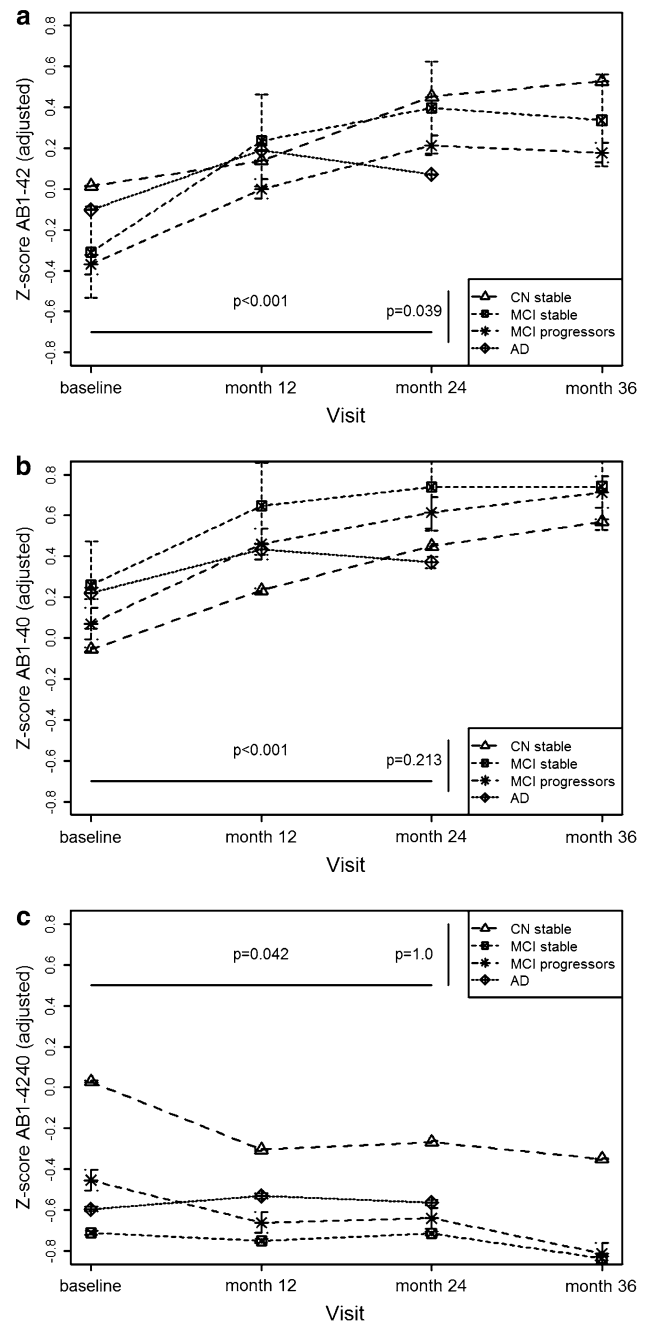 a
Z-score AB1-42 (adjusted)
0.8
0.6
0.4
0.2
0.0
-0.2
-0.4
-0.6
-0.8
p<0.001
p=0.039
CN stable
MCI stable
MCI progressors
AD
baseline
month 12
month 24
month 36
Visit
b
Z-score AB1-40 (adjusted)
0.8
0.6
0.4
0.2
0.0
-0.2
-0.4
-0.6
-0.8
p<0.001
p=0.213
CN stable
MCI stable
MCI progressors
AD
baseline
month 12
month 24
month 36
Visit
c
Z-score AB1-4240 (adjusted)
0.8
0.6
0.4
0.2
0.0
-0.2
-0.4
-0.6
-0.8
p=0.042
p=1.0
CN stable
MCI stable
MCI progressors
AD
baseline
month 12
month 24
month 36
Visit